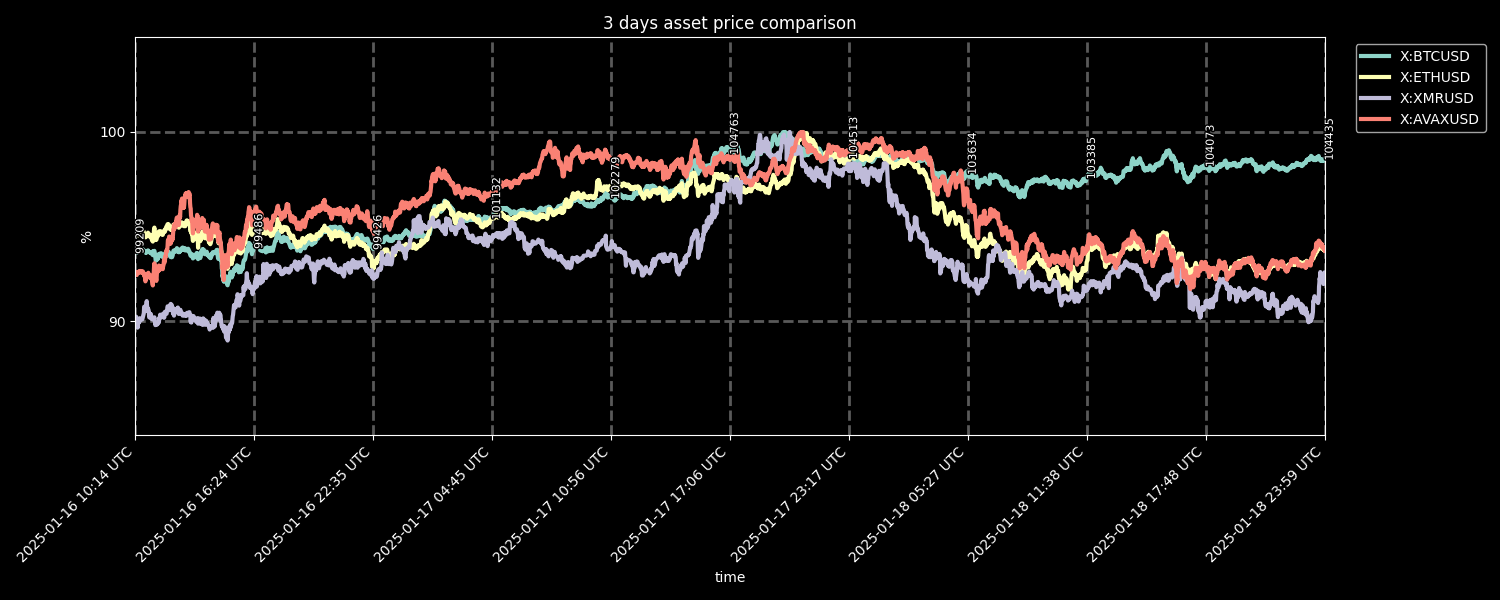 3 days asset price comparison
X:BTCUSD
X:ETHUSD
X:XMRUSD
X:AVAXUSD
100
90
%
99209
99486
99426
101132
102279
104763
104513
103634
103385
104073
104435
2025-01-16 10:14 UTC
2025-01-16 16:24 UTC
2025-01-16 22:35 UTC
2025-01-17 04:45 UTC
2025-01-17 10:56 UTC
2025-01-17 17:06 UTC
2025-01-17 23:17 UTC
2025-01-18 05:27 UTC
2025-01-18 11:38 UTC
2025-01-18 17:48 UTC
2025-01-18 23:59 UTC
time